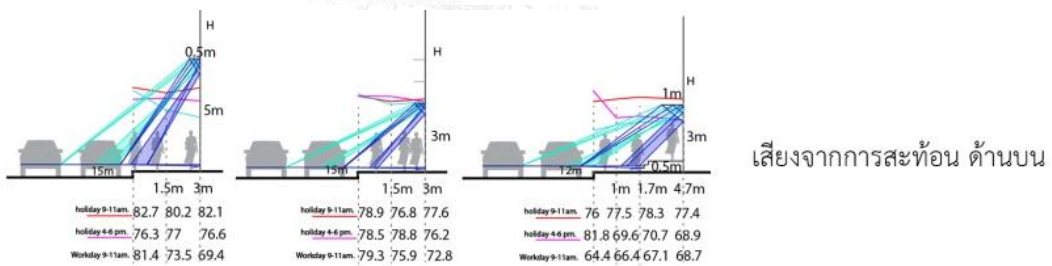 H
0.5m
5m
15m
1.5m 3m
holiday 9-11am. 82.7 80.2 82.1
holiday 4-6 pm. 76.3 77 76.6
Workday 9-11am. 81.4 73.5 69.4
H
3m
15m
1.5m 3m
holiday 9-11am. 78.9 76.8 77.6
holiday 4-6 pm. 78.5 78.8 76.2
Workday 9-11am. 79.3 75.9 72.8
H
1m
3m
0.5m
12m
1m 1.7m 4.7m
holiday 9-11am. 76 77.5 78.3 77.4
holiday 4-6 pm. 81.8 69.6 70.7 68.9
Workday 9-11am. 64.4 66.4 67.1 68.7
เสียงจากการสะท้อน ด้านบน